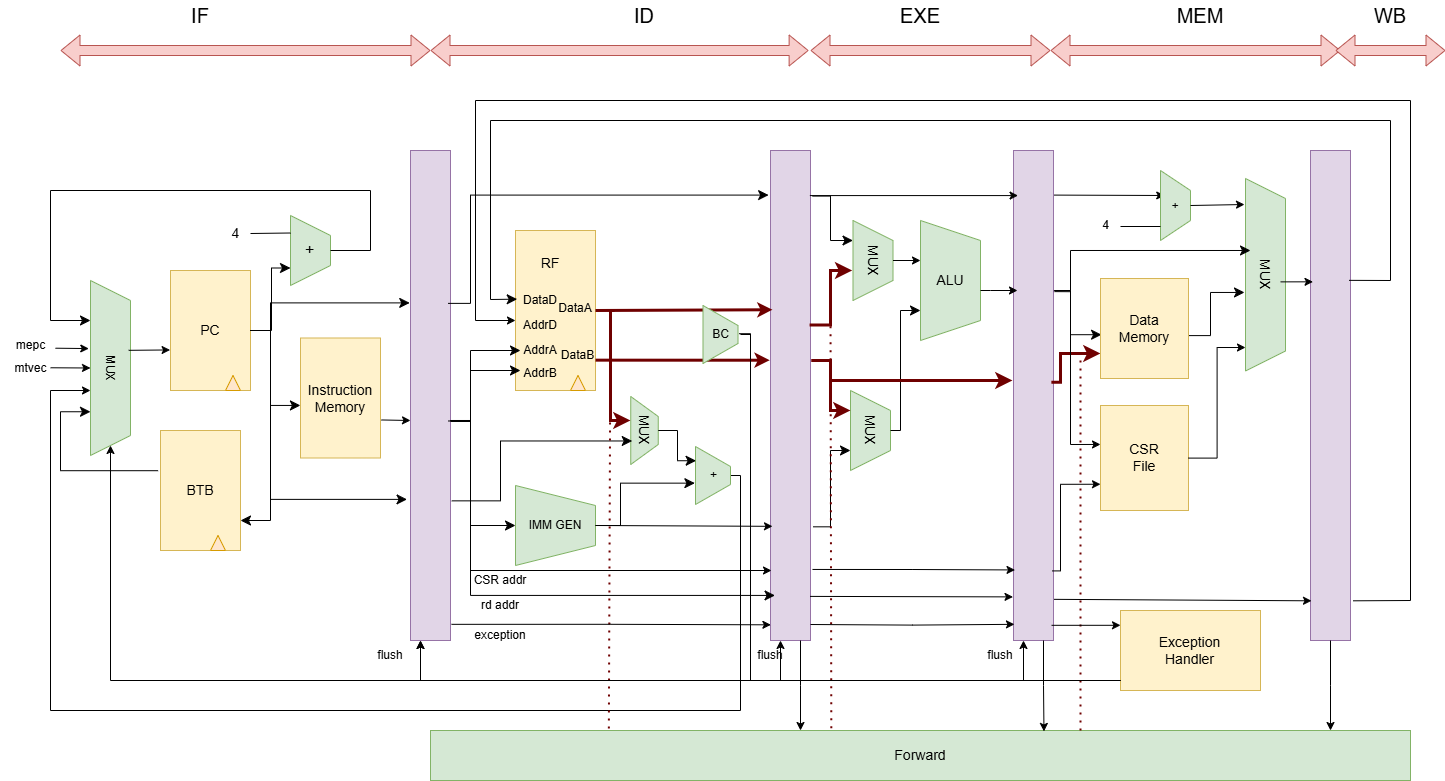 IF
ID
EXE
MEM
WB
4
+
mepc
mtvec
MUX
PC
Instruction
Memory
BTB
RF
DataD
DataA
AddrD
AddrA
DataB
AddrB
BC
MUX
+
IMM GEN
CSR addr
rd addr
exception
MUX
ALU
MUX
+
4
MUX
Data
Memory
CSR
File
Exception
Handler
flush
flush
flush
Forward